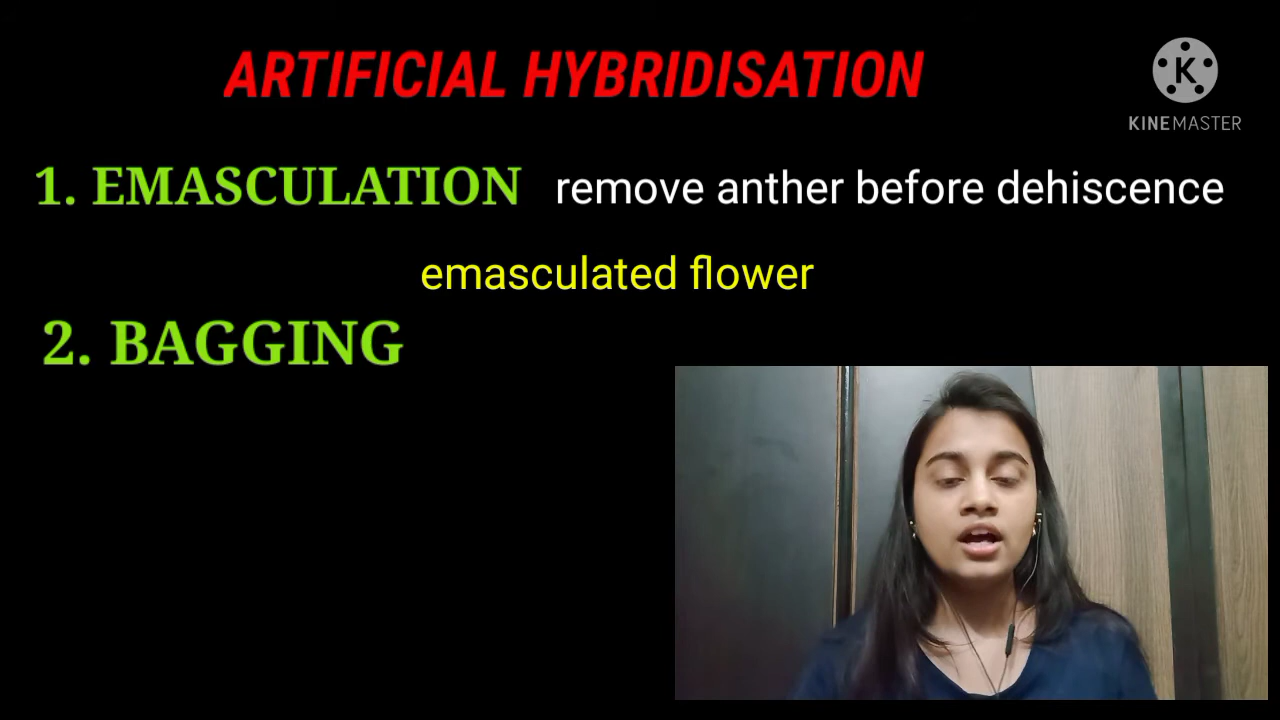 ARTIFICIAL HYBRIDISATION
K
KINEMASTER
1. EMASCULATION remove anther before dehiscence
emasculated flower
2. BAGGING